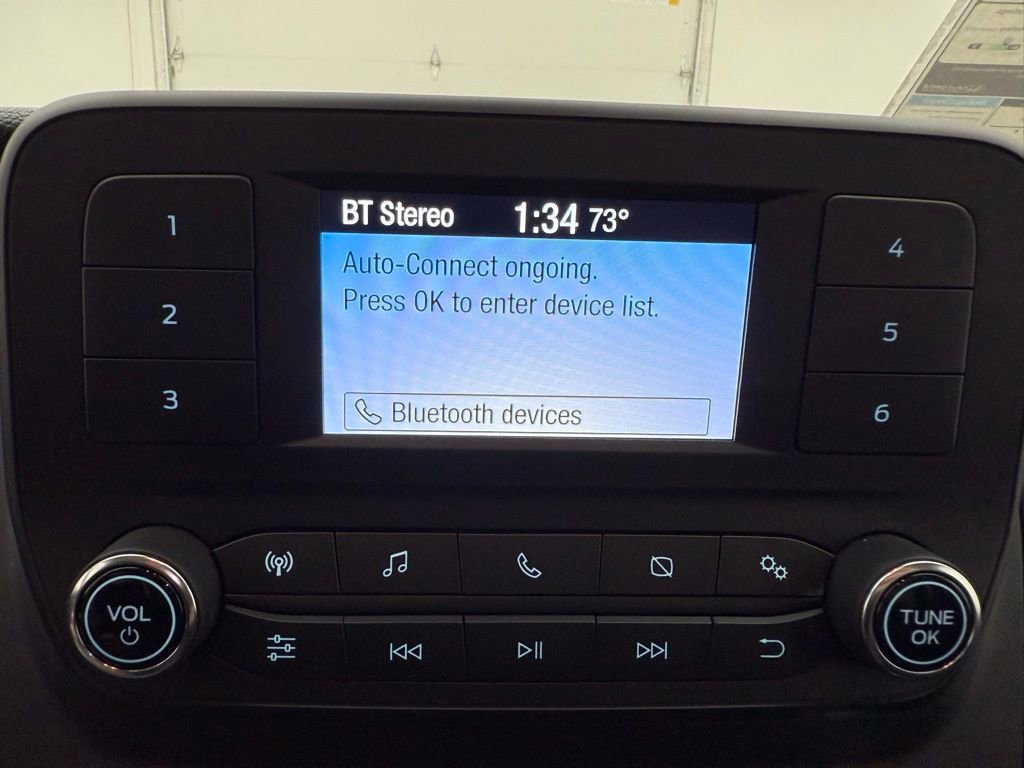 BT Stereo 1:34 73°
Auto-Connect ongoing.
Press OK to enter device list.
Bluetooth devices
1
2
3
4
5
6
VOL
TUNE
OK